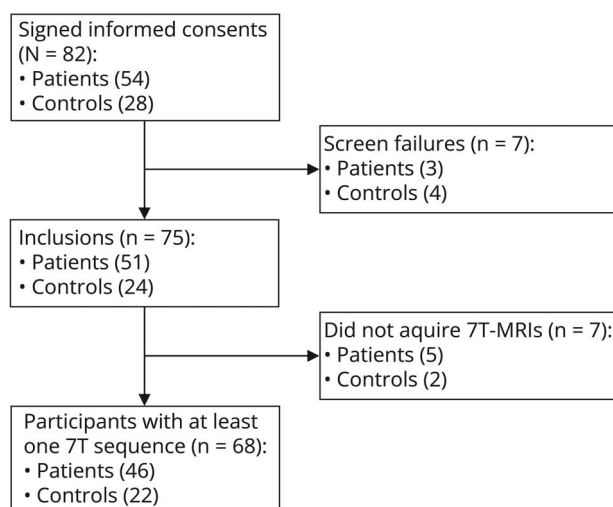 Signed informed consents
(N = 82):
• Patients (54)
• Controls (28)
Screen failures (n = 7):
• Patients (3)
• Controls (4)
Inclusions (n = 75):
• Patients (51)
• Controls (24)
Did not aquire 7T-MRIs (n = 7):
• Patients (5)
• Controls (2)
Participants with at least
one 7T sequence (n = 68):
• Patients (46)
• Controls (22)